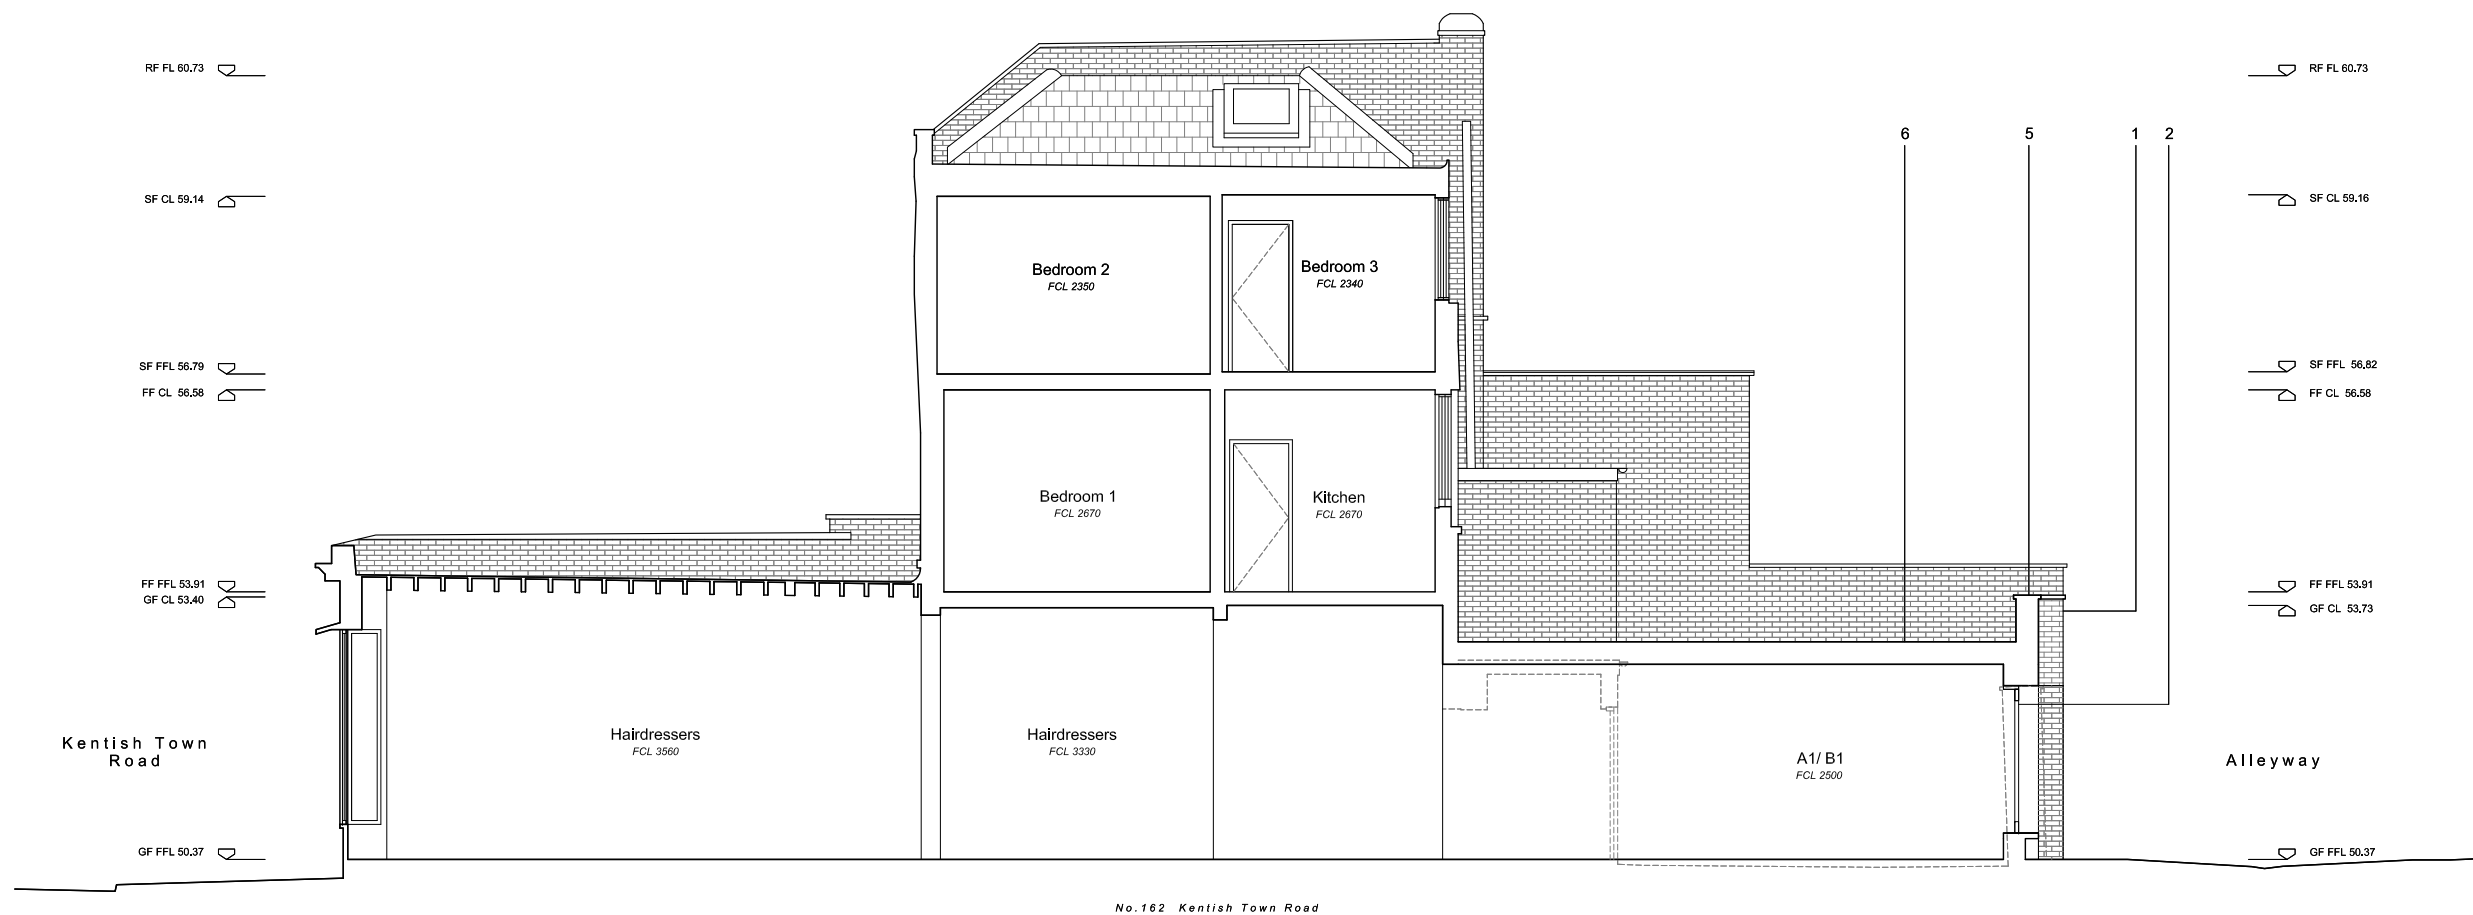 RF FL 60.73
RF FL 60.73
6
5
1
2
SF CL 59.14
SF CL 59.16
Bedroom 2
FCL 2350
Bedroom 3
FCL 2340
SF FFL 56.79
SF FFL 56.82
FF CL 56.58
FF CL 56.58
Bedroom 1
FCL 2670
Kitchen
FCL 2670
FF FFL 53.91
FF FFL 53.91
GF CL 53.40
GF CL 53.73
Kentish Town
Road
Hairdressers
FCL 3560
Hairdressers
FCL 3330
A1/ B1
FCL 2500
Alleyway
GF FFL 50.37
GF FFL 50.37
No.162 Kentish Town Road